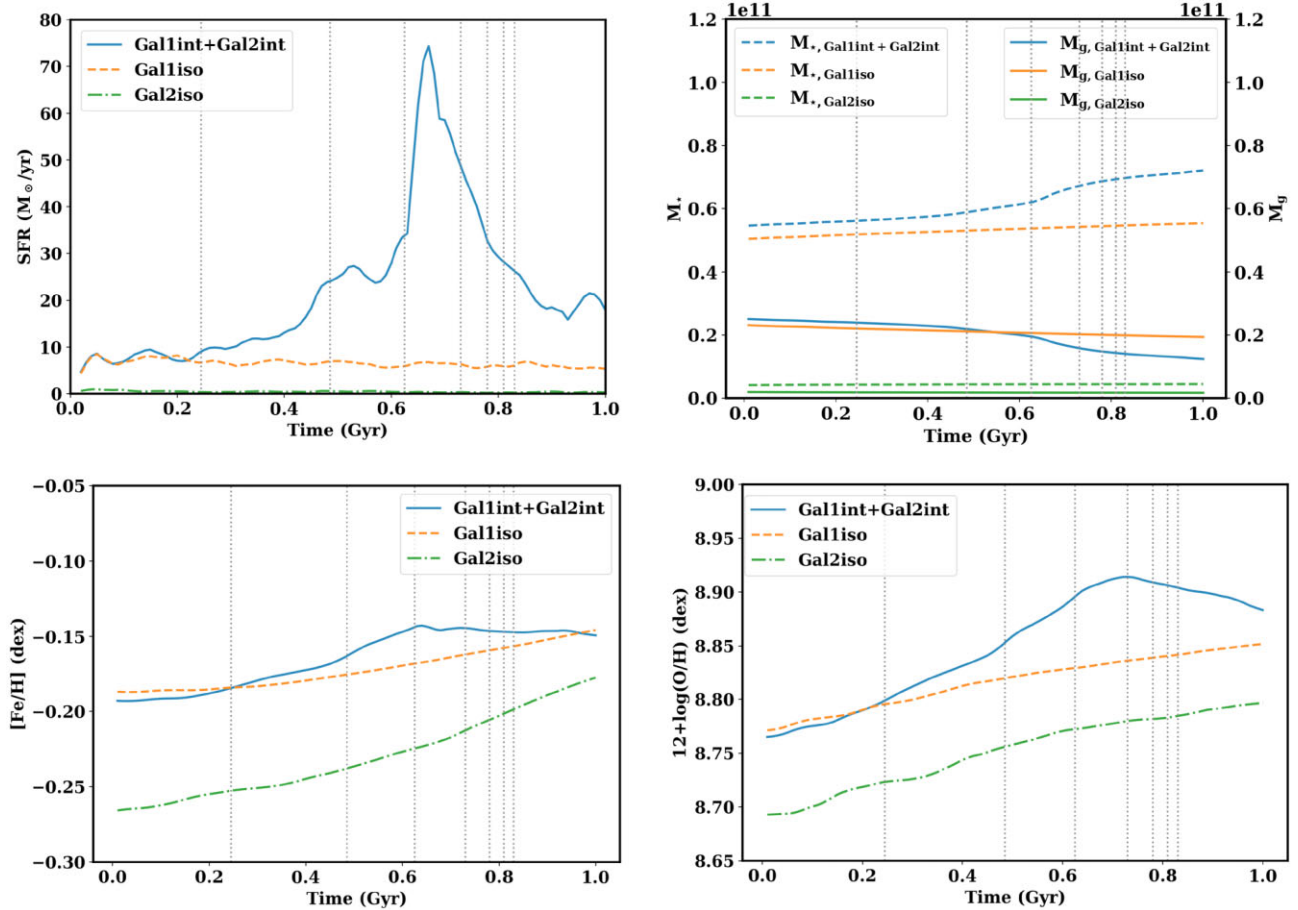 80
70
60
50
40
30
20
10
0
SFR (M⊙/yr)
Gal1int+Gal2int
Gal1iso
Gal2iso
0.0 0.2 0.4 0.6 0.8 1.0
Time (Gyr)
1e11
1e11
1.2
1.0
0.8
0.6
0.4
0.2
0.0
M⋆
M⋆, Gal1int+Gal2int
M⋆, Gal1iso
M⋆, Gal2iso
Mg, Gal1int+Gal2int
Mg, Gal1iso
Mg, Gal2iso
1.2
1.0
0.8
0.6
0.4
0.2
0.0
Mg
0.0 0.2 0.4 0.6 0.8 1.0
Time (Gyr)
−0.05
−0.10
−0.15
−0.20
−0.25
−0.30
[Fe/H] (dex)
Gal1int+Gal2int
Gal1iso
Gal2iso
0.0 0.2 0.4 0.6 0.8 1.0
Time (Gyr)
9.00
8.95
8.90
8.85
8.80
8.75
8.70
8.65
12+log(O/H) (dex)
Gal1int+Gal2int
Gal1iso
Gal2iso
0.0 0.2 0.4 0.6 0.8 1.0
Time (Gyr)